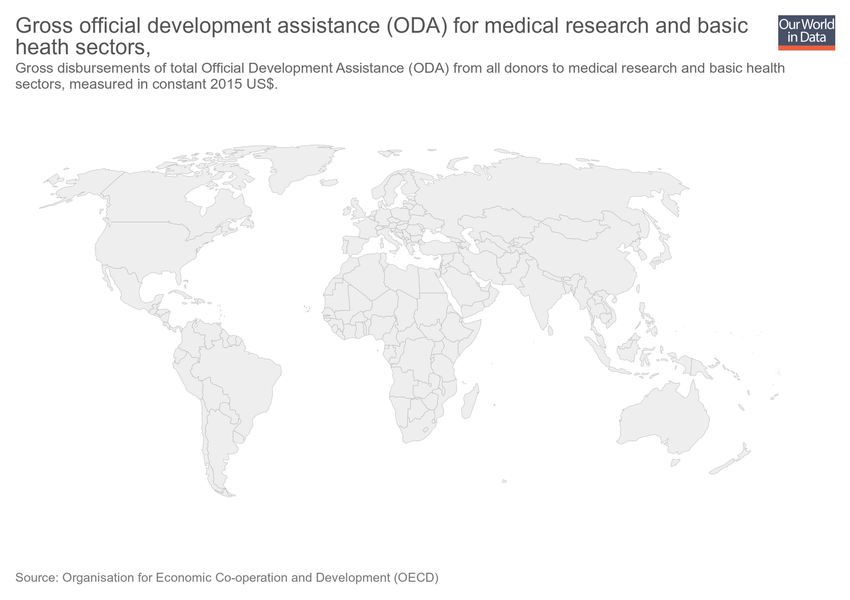 Gross official development assistance (ODA) for medical research and basic
heath sectors,
Our World
in Data
Gross disbursements of total Official Development Assistance (ODA) from all donors to medical research and basic health
sectors, measured in constant 2015 US$.
Source: Organisation for Economic Co-operation and Development (OECD)